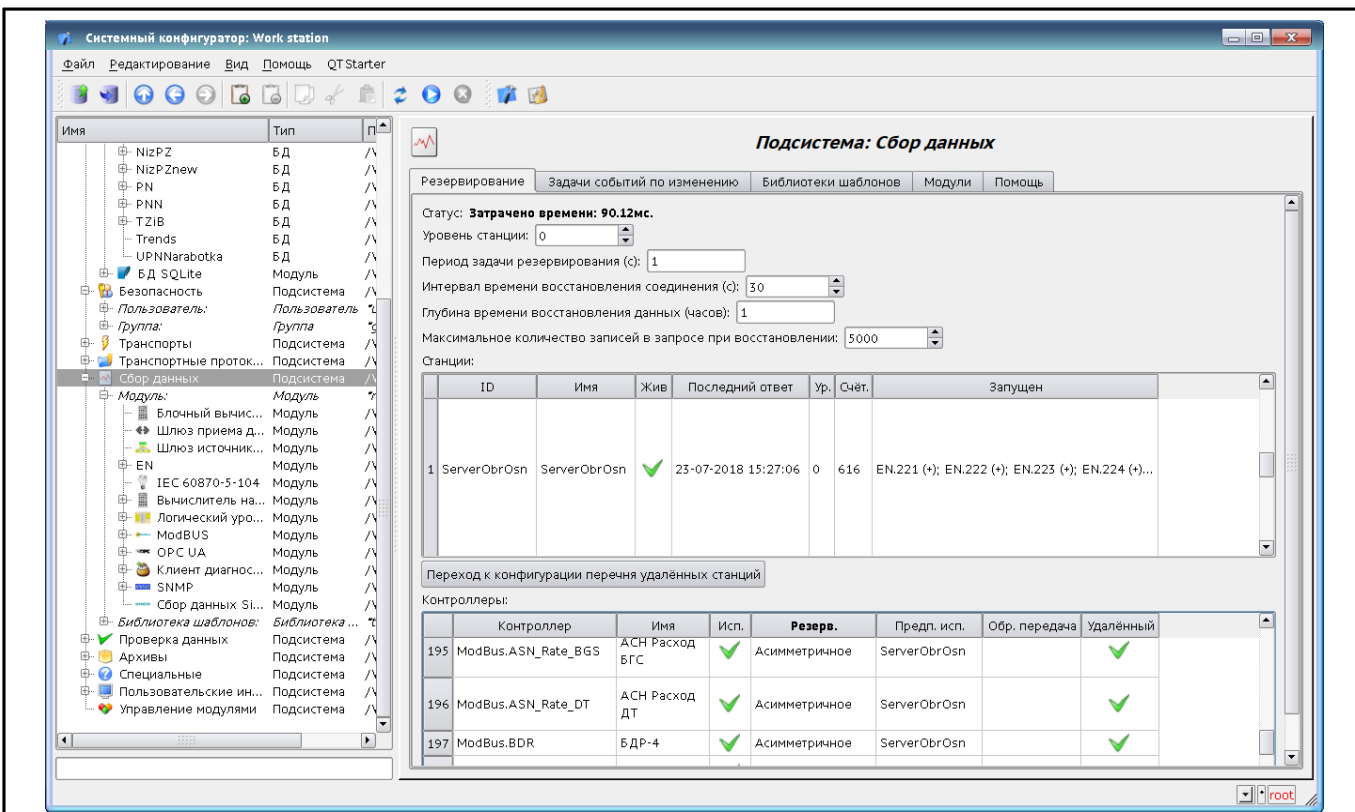 Системный конфигуратор: Work station
Файл Редактирование Вид Помощь QTStarter
Имя Тип П
NizPZ БД /\
NizPZnew БД /\
PN БД /\
PNN БД /\
TZiB БД /\
Trends БД /\
UPNNarabotka БД /\
БД SQLite Модуль /\
Безопасность Подсистема /\
Пользователь: Пользователь
Группа: Группа
Транспорты Подсистема /\
Транспортные проток... Подсистема /\
Сбор данных Подсистема /\
Модуль: Модуль
Блочный вычис... Модуль /\
Шлюз приема д... Модуль /\
Шлюз источник... Модуль /\
EN Модуль /\
IEC 60870-5-104 Модуль /\
Вычислитель на... Модуль /\
Логический уро... Модуль /\
ModBUS Модуль /\
OPC UA Модуль /\
Клиент диагнос... Модуль /\
SNMP Модуль /\
Сбор данных Si... Модуль /\
Библиотека шаблонов: Библиотека ...
Проверка данных Подсистема /\
Архивы Подсистема /\
Специальные Подсистема /\
Пользовательские ин... Подсистема /\
Управление модулями Подсистема /\
Подсистема: Сбор данных
Резервирование Задачи событий по изменению Библиотеки шаблонов Модули Помощь
Статус: Затрачено времени: 90.12мс.
Уровень станции: 0
Период задачи резервирования (с): 1
Интервал времени восстановления соединения (с): 30
Глубина времени восстановления данных (часов): 1
Максимальное количество записей в запросе при восстановлении: 5000
Станции:
ID Имя Жив Последний ответ Ур. Счёт. Запущен
1 ServerObrOsn ServerObrOsn 23-07-2018 15:27:06 0 616 EN.221 (+); EN.222 (+); EN.223 (+); EN.224 (+)...
Переход к конфигурации перечня удалённых станций
Контроллеры:
Контроллер Имя Исп. Резерв. Предп. исп. Обр. передача Удалённый
195 ModBus.ASN_Rate_BGS АСН Расход БГС Асимметричное ServerObrOsn
196 ModBus.ASN_Rate_DT АСН Расход ДТ Асимметричное ServerObrOsn
197 ModBus.BDR БДР-4 Асимметричное ServerObrOsn
root